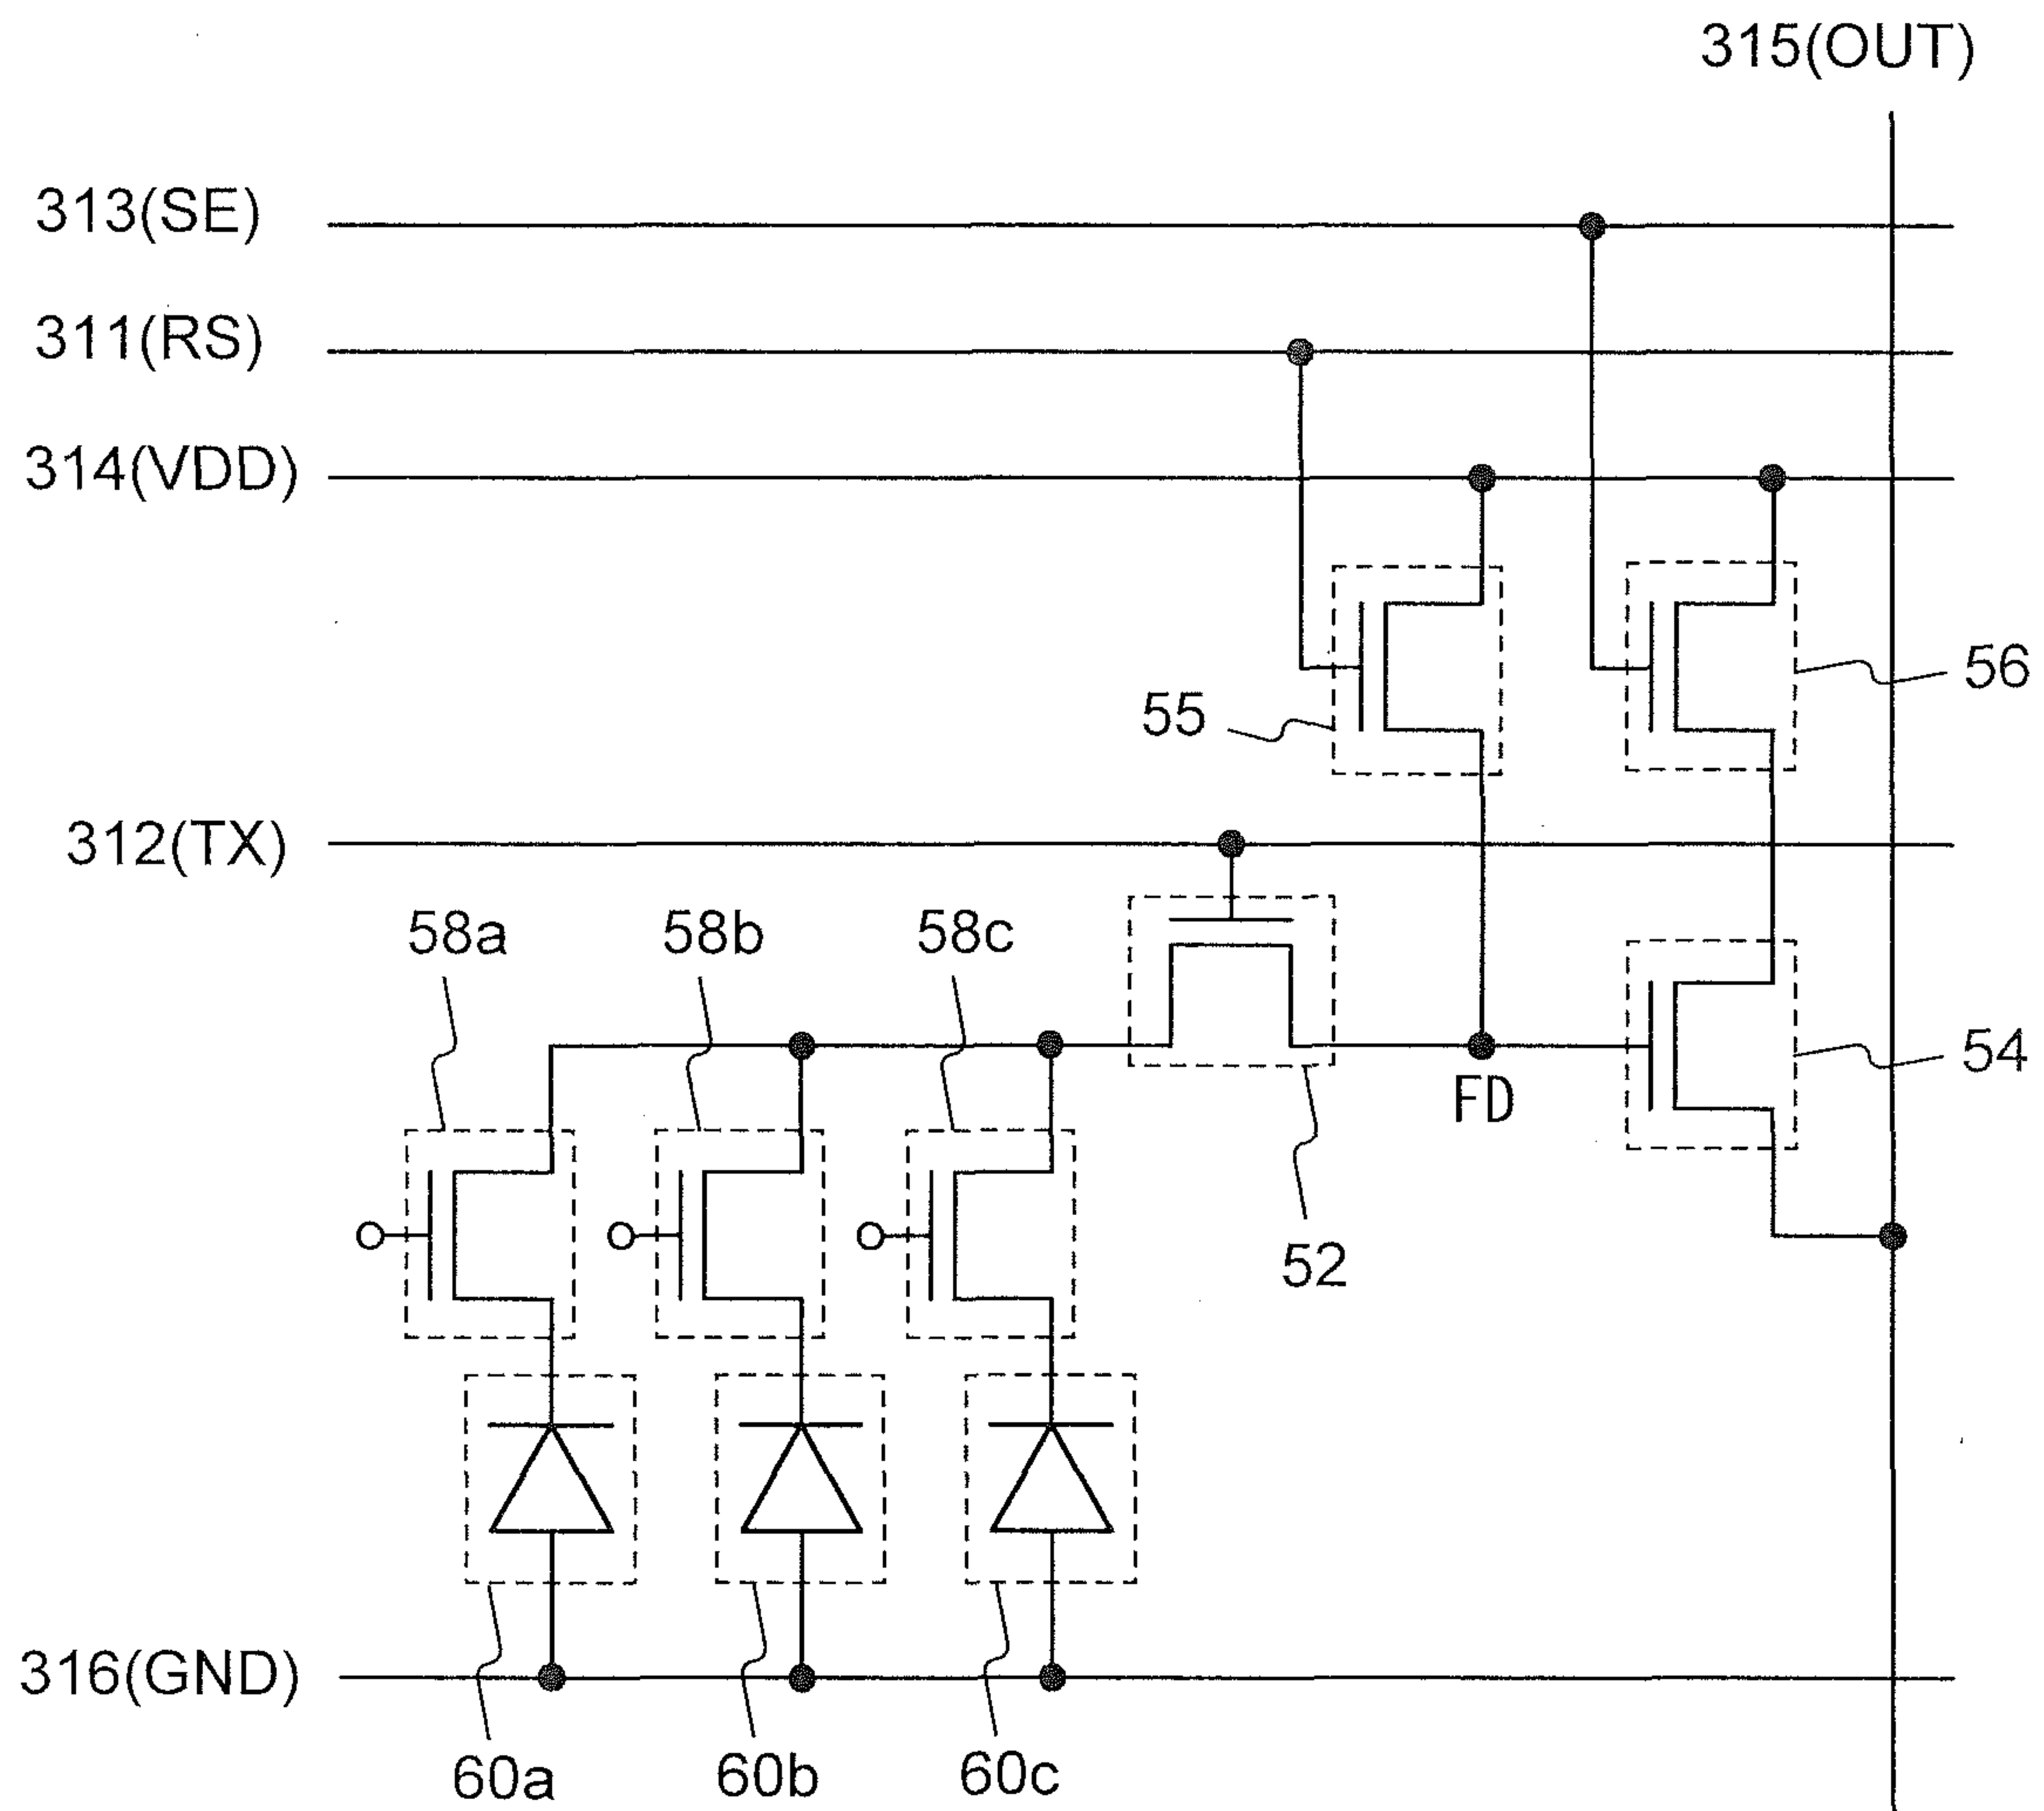 315(OUT)
313(SE)
311(RS)
314(VDD)
56
55
312(TX)
58a 58b 58c
54
FD
52
316(GND)
60a 60b 60c